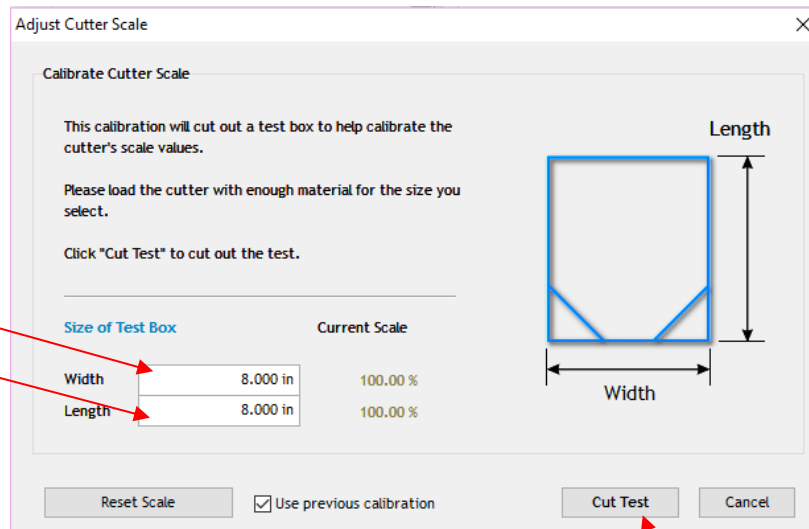 Adjust Cutter Scale
Calibrate Cutter Scale
This calibration will cut out a test box to help calibrate the
cutter's scale values.
Please load the cutter with enough material for the size you
select.
Click "Cut Test" to cut out the test.
Length
Size of Test Box Current Scale
Width 8.000 in 100.00 %
Length 8.000 in 100.00 %
Width
Reset Scale Use previous calibration Cut Test Cancel